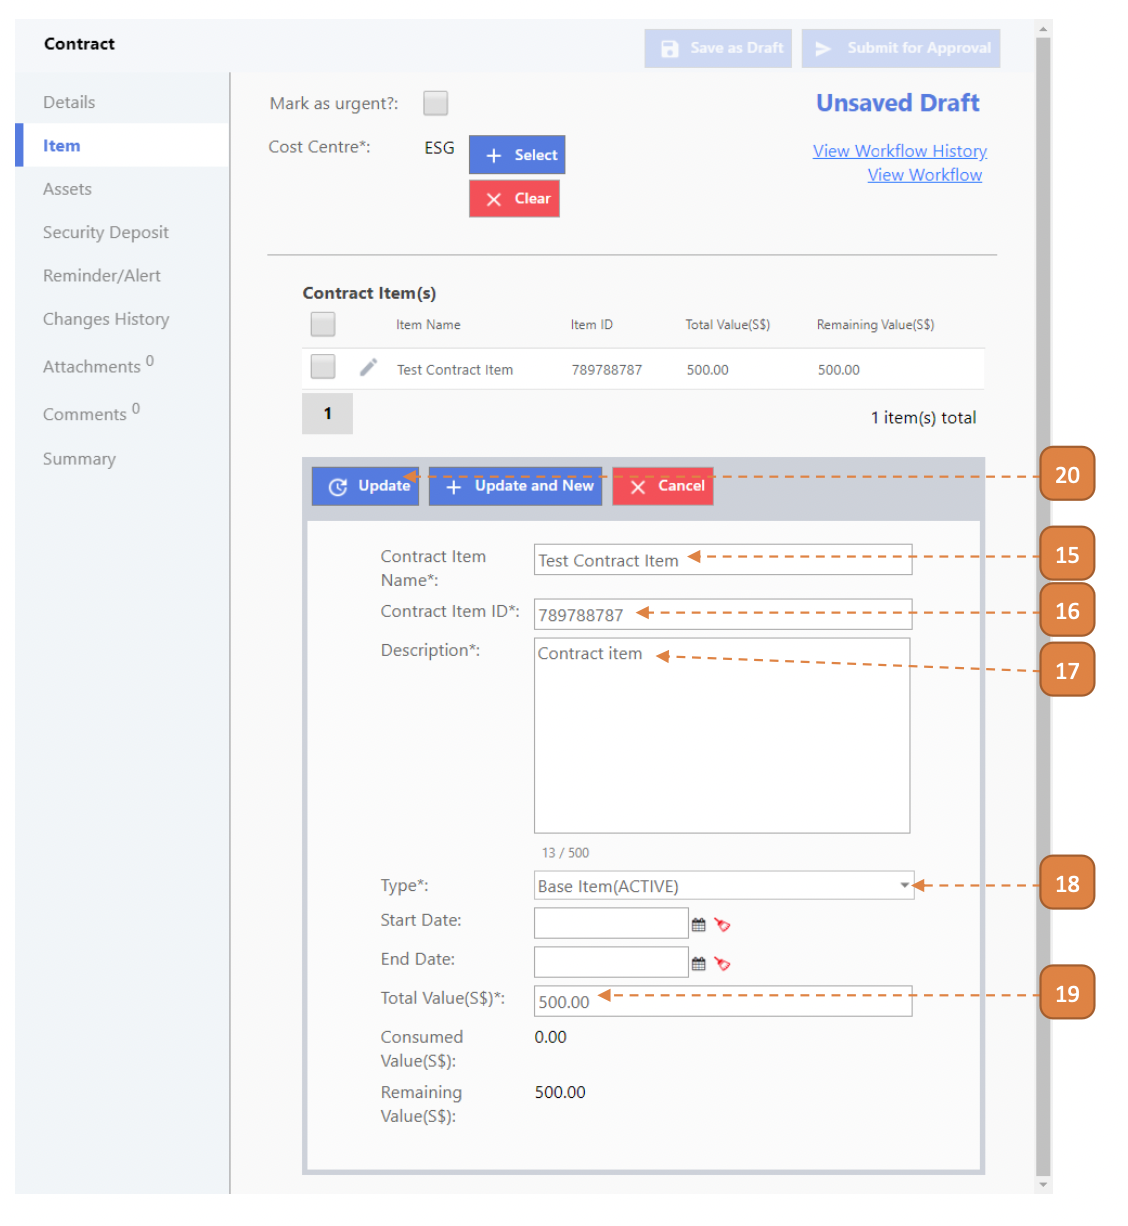 Contract
Save as Draft
Submit for Approval
Details
Item
Assets
Security Deposit
Reminder/Alert
Changes History
Attachments 0
Comments 0
Summary
Mark as urgent?:
Unsaved Draft
Cost Centre*: ESG
Select
Clear
View Workflow History
View Workflow
Contract Item(s)
Item Name Item ID Total Value(S$) Remaining Value(S$)
Test Contract Item 789788787 500.00 500.00
1
1 item(s) total
Update
Update and New
Cancel
20
Contract Item
Name*:
Test Contract Item
15
Contract Item ID*: 789788787
16
Description*: Contract item
17
13 / 500
Type*: Base Item(ACTIVE)
18
Start Date:
End Date:
Total Value(S$)*: 500.00
19
Consumed
Value(S$):
0.00
Remaining
Value(S$):
500.00